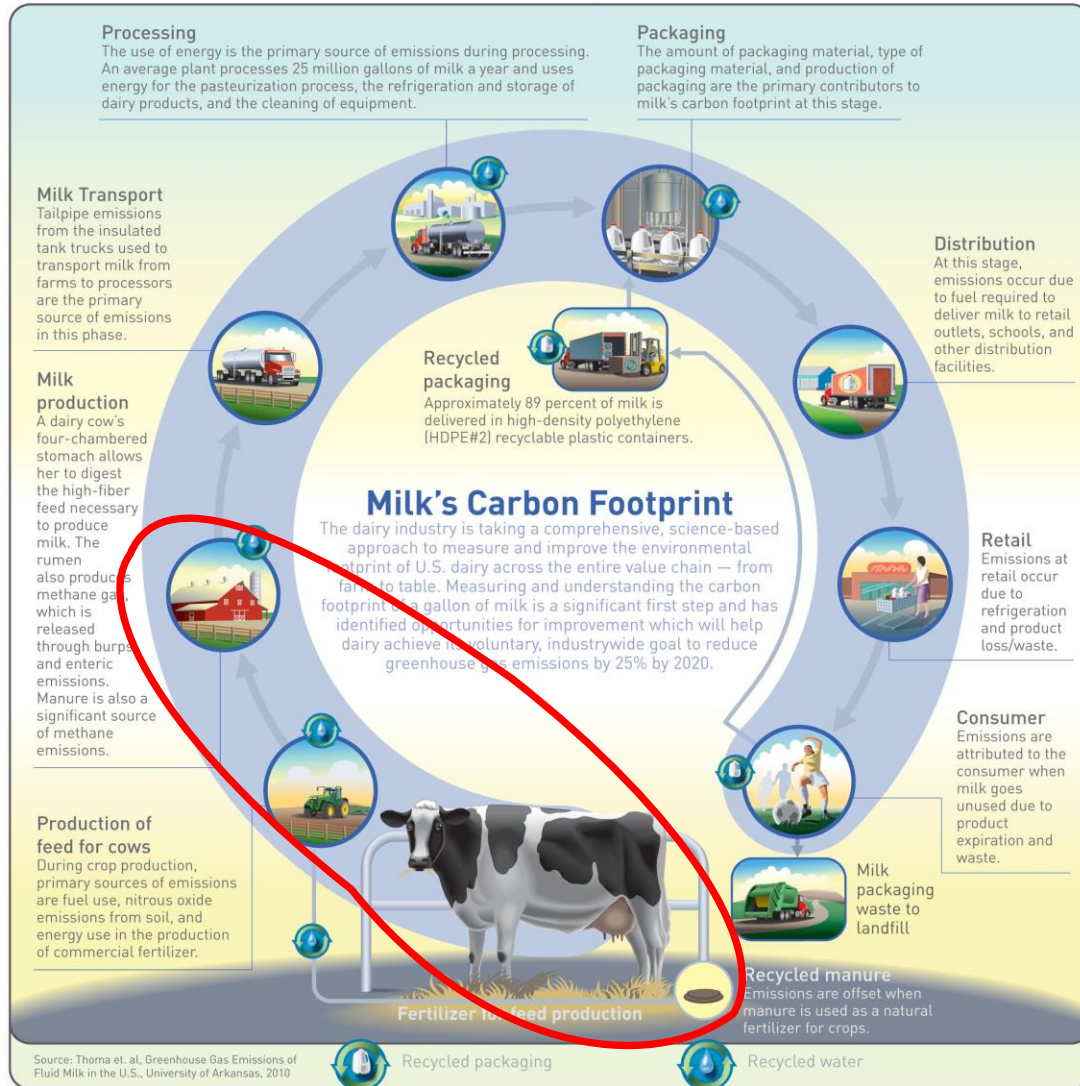 Processing
The use of energy is the primary source of emissions during processing.
An average plant processes 25 million gallons of milk a year and uses
energy for the pasteurization process, the refrigeration and storage of
dairy products, and the cleaning of equipment.
Packaging
The amount of packaging material, type of
packaging material, and production of
packaging are the primary contributors to
milk's carbon footprint at this stage.
Milk Transport
Tailpipe emissions
from the insulated
tank trucks used to
transport milk from
farms to processors
are the primary
source of emissions
in this phase.
Distribution
At this stage,
emissions occur due
to fuel required to
deliver milk to retail
outlets, schools, and
other distribution
facilities.
Recycled
packaging
Approximately 89 percent of milk is
delivered in high-density polyethylene
(HDPE#2) recyclable plastic containers.
Milk
production
A dairy cow's
four-chambered
stomach allows
her to digest
the high-fiber
feed necessary
to produce
milk. The
rumen
also produces
methane gas,
which is
released
through burps
and enteric
emissions.
Manure is also a
significant source
of methane
emissions.
Milk's Carbon Footprint
The dairy industry is taking a comprehensive, science-based
approach to measure and improve the environmental
footprint of U.S. dairy across the entire value chain — from
farm to table. Measuring and understanding the carbon
footprint of a gallon of milk is a significant first step and has
identified opportunities for improvement which will help
dairy achieve its voluntary, industrywide goal to reduce
greenhouse gas emissions by 25% by 2020.
Retail
Emissions at
retail occur
due to
refrigeration
and product
loss/waste.
Consumer
Emissions are
attributed to the
consumer when
milk goes
unused due to
product
expiration and
waste.
Production of
feed for cows
During crop production,
primary sources of emissions
are fuel use, nitrous oxide
emissions from soil, and
energy use in the production
of commercial fertilizer.
Milk
packaging
waste to
landfill
Recycled manure
Emissions are offset when
manure is used as a natural
fertilizer for crops.
Fertilizer for feed production
Source: Thoma et. al, Greenhouse Gas Emissions of
Fluid Milk in the U.S., University of Arkansas, 2010
Recycled packaging
Recycled water